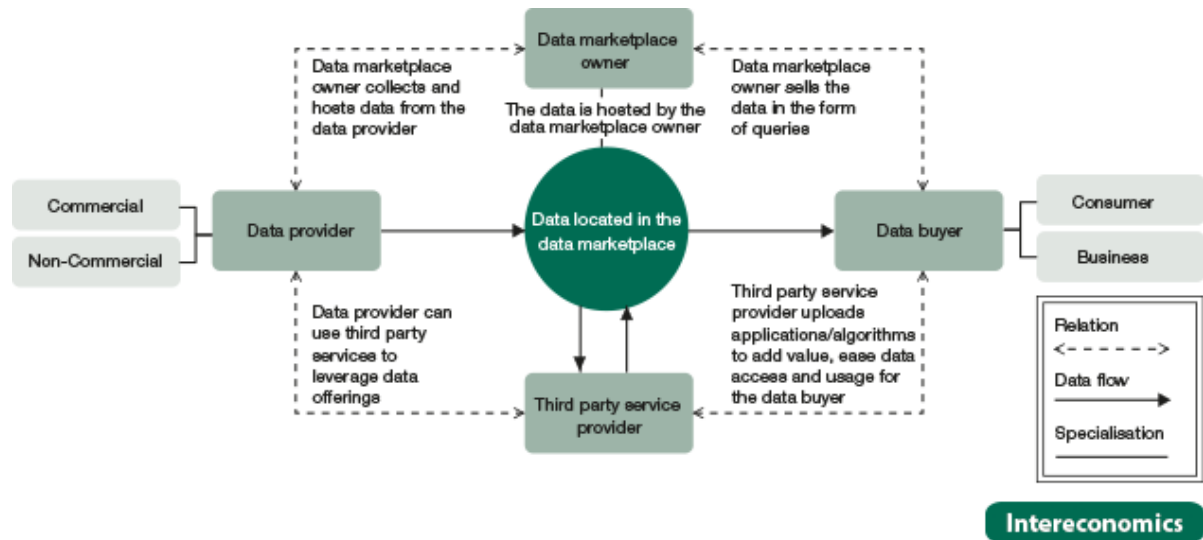 Data marketplace
owner
Data marketplace
owner collects and
hosts data from the
data provider
The data is hosted by the
data marketplace owner
Data marketplace
owner sells the
data in the form
of queries
Commercial
Non-Commercial
Data provider
Data located in the
data marketplace
Data buyer
Consumer
Business
Data provider can
use third party
services to
leverage data
offerings
Third party service
provider
Third party service
provider uploads
applications/algorithms
to add value, ease data
access and usage for
the data buyer
Relation
Data flow
Specialisation
Intereconomics